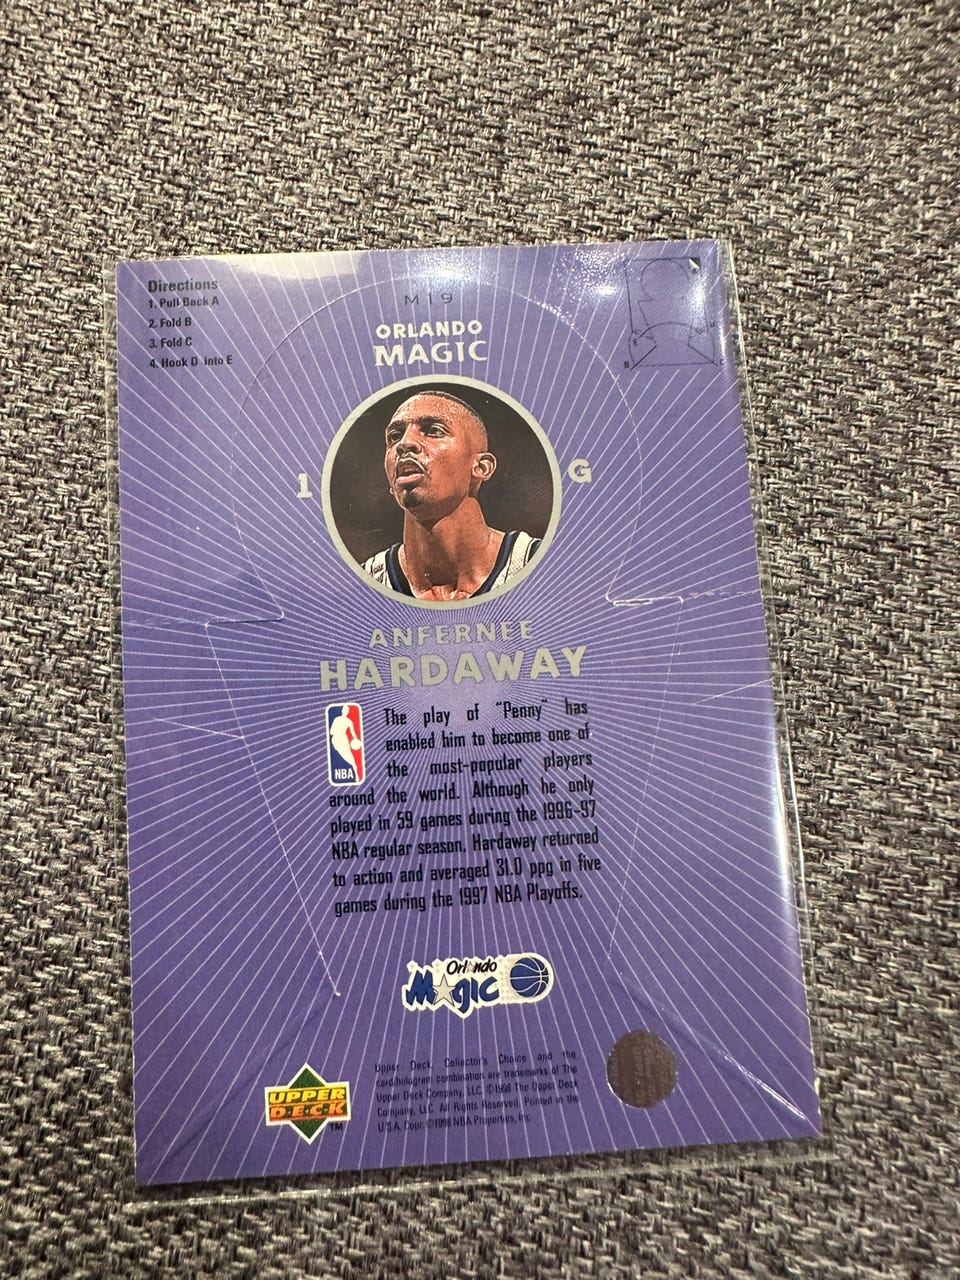 Directions
1. Pull Back A
2. Fold B
3. Fold C
4. Hook D into E
M19
ORLANDO
MAGIC
1
G
ANFERNEE
HARDAWAY
NBA
The play of "Penny" has
enabled him to become one of
the most-popular players
around the world. Although he only
played in 59 games during the 1996-97
NBA regular season, Hardaway returned
to action and averaged 31.0 ppg in five
games during the 1997 NBA Playoffs.
Orlando
Magic
UPPER
DECK
TM
Upper Deck, Collector's Choice and the
card/hologram combination are trademarks of The
Upper Deck Company, LLC. ©1998 The Upper Deck
Company, LLC. All Rights Reserved. Printed in the
U.S.A. Copr. ©1998 NBA Properties, Inc.
E
B
C